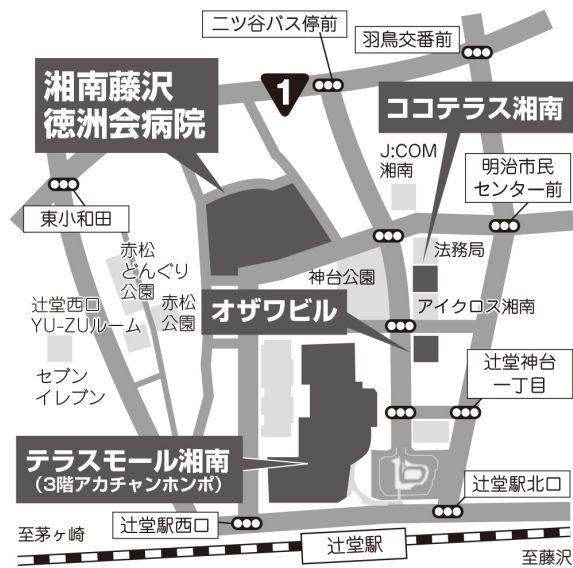 二ツ谷バス停前
羽鳥交番前
湘南藤沢
徳洲会病院
1
ココテラス湘南
J:COM
湘南
明治市民
センター前
東小和田
法務局
赤松
どんぐり
公園
神台公園
アイクロス湘南
赤松
公園
辻堂西口
YU-ZUルーム
オザワビル
セブン
イレブン
辻堂神台
一丁目
テラスモール湘南
(3階アカチャンホンポ)
辻堂駅北口
辻堂駅西口
至茅ヶ崎
辻堂駅
至藤沢